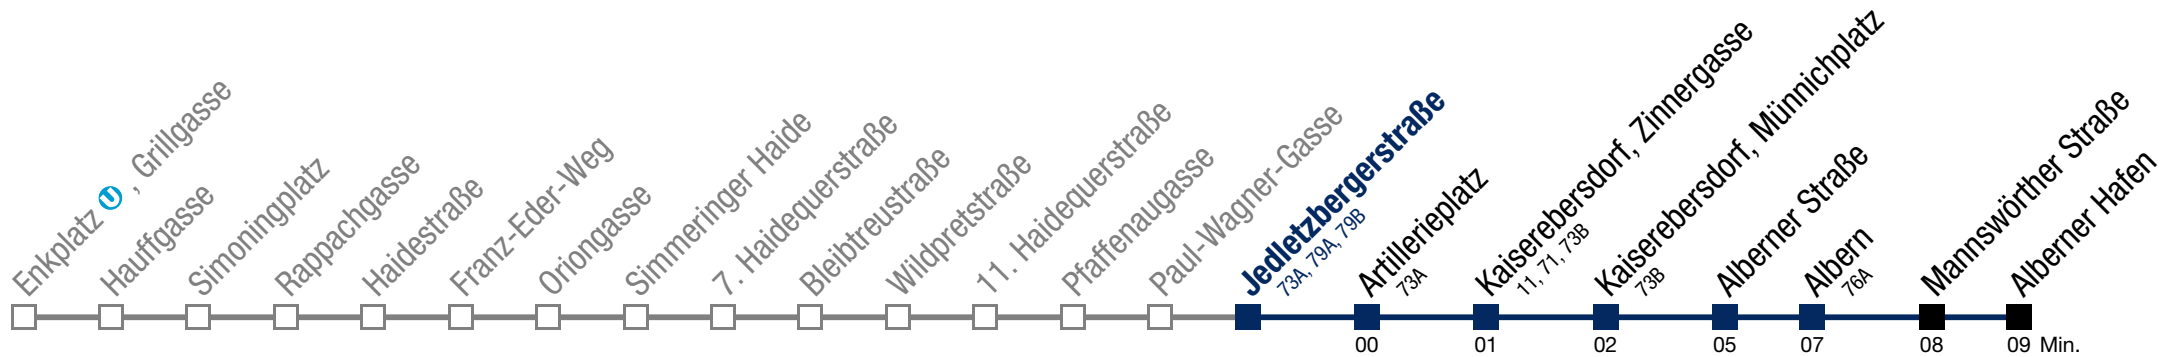 Enkplatz U, Grillgasse
Hauffgasse
Simoningplatz
Rappachgasse
Haidestraße
Franz-Eder-Weg
Oriongasse
Simmeringer Haide
7. Haidequerstraße
Bleibtreustraße
Wildpretstraße
11. Haidequerstraße
Pfaffenaugasse
Paul-Wagner-Gasse
Jedletzbergerstraße
73A, 79A, 79B
Artillerieplatz
73A
Kaiserebersdorf, Zinnergasse
11, 71, 73B
Kaiserebersdorf, Münnichplatz
73B
Alberner Straße
Albern
76A
Mannswörther Straße
Alberner Hafen
00 01 02 05 07 08 09 Min.